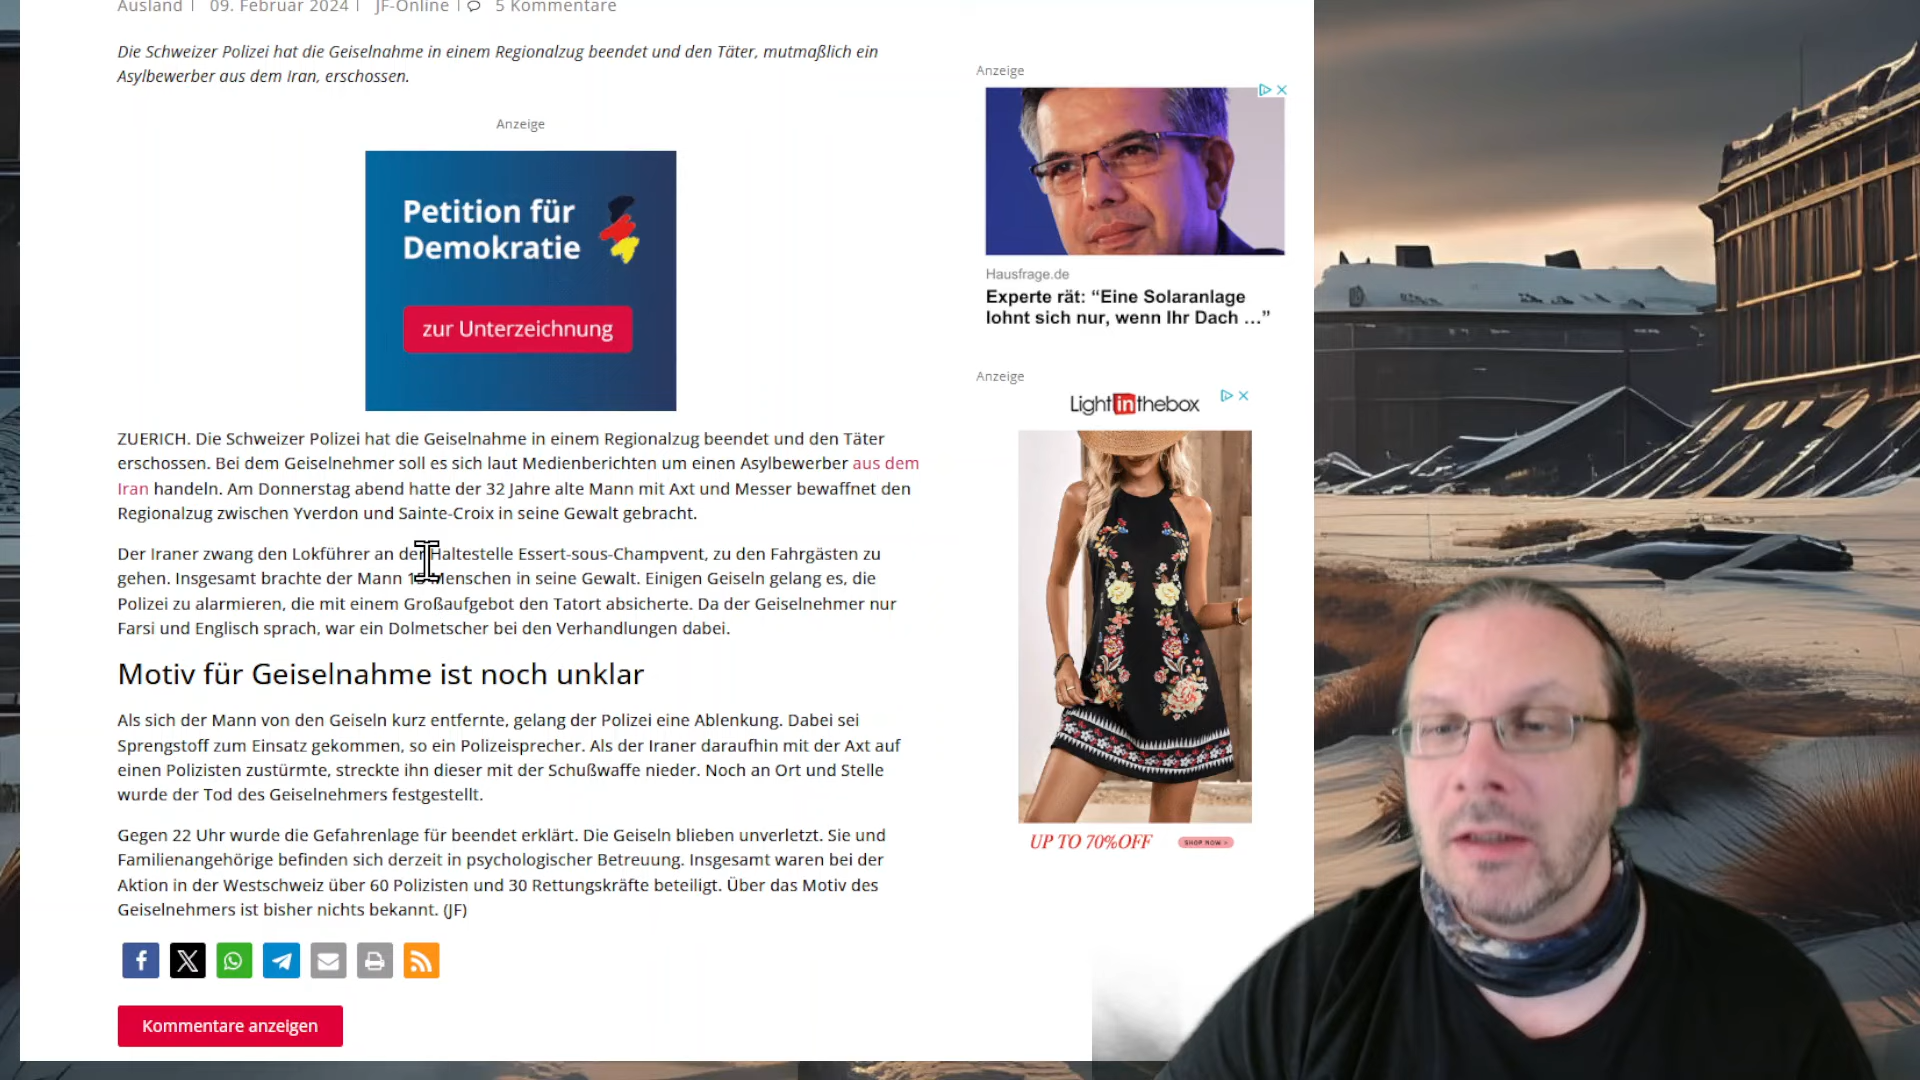 Ausland | 09. Februar 2024 | JF-Online | 5 Kommentare
Die Schweizer Polizei hat die Geiselnahme in einem Regionalzug beendet und den Täter, mutmaßlich ein
Asylbewerber aus dem Iran, erschossen.
Anzeige
Petition für
Demokratie
zur Unterzeichnung
ZUERICH. Die Schweizer Polizei hat die Geiselnahme in einem Regionalzug beendet und den Täter
erschossen. Bei dem Geiselnehmer soll es sich laut Medienberichten um einen Asylbewerber aus dem
Iran handeln. Am Donnerstag abend hatte der 32 Jahre alte Mann mit Axt und Messer bewaffnet den
Regionalzug zwischen Yverdon und Sainte-Croix in seine Gewalt gebracht.
Der Iraner zwang den Lokführer an der Haltestelle Essert-sous-Champvent, zu den Fahrgästen zu
gehen. Insgesamt brachte der Mann Menschen in seine Gewalt. Einigen Geiseln gelang es, die
Polizei zu alarmieren, die mit einem Großaufgebot den Tatort absicherte. Da der Geiselnehmer nur
Farsi und Englisch sprach, war ein Dolmetscher bei den Verhandlungen dabei.
Motiv für Geiselnahme ist noch unklar
Als sich der Mann von den Geiseln kurz entfernte, gelang der Polizei eine Ablenkung. Dabei sei
Sprengstoff zum Einsatz gekommen, so ein Polizeisprecher. Als der Iraner daraufhin mit der Axt auf
einen Polizisten zustürmte, streckte ihn dieser mit der Schußwaffe nieder. Noch an Ort und Stelle
wurde der Tod des Geiselnehmers festgestellt.
Gegen 22 Uhr wurde die Gefahrenlage für beendet erklärt. Die Geiseln blieben unverletzt. Sie und
Familienangehörige befinden sich derzeit in psychologischer Betreuung. Insgesamt waren bei der
Aktion in der Westschweiz über 60 Polizisten und 30 Rettungskräfte beteiligt. Über das Motiv des
Geiselnehmers ist bisher nichts bekannt. (JF)
Kommentare anzeigen
Anzeige
Hausfrage.de
Experte rät: “Eine Solaranlage
lohnt sich nur, wenn Ihr Dach ...”
Anzeige
Lightinthebox
UP TO 70%OFF
SHOP NOW >